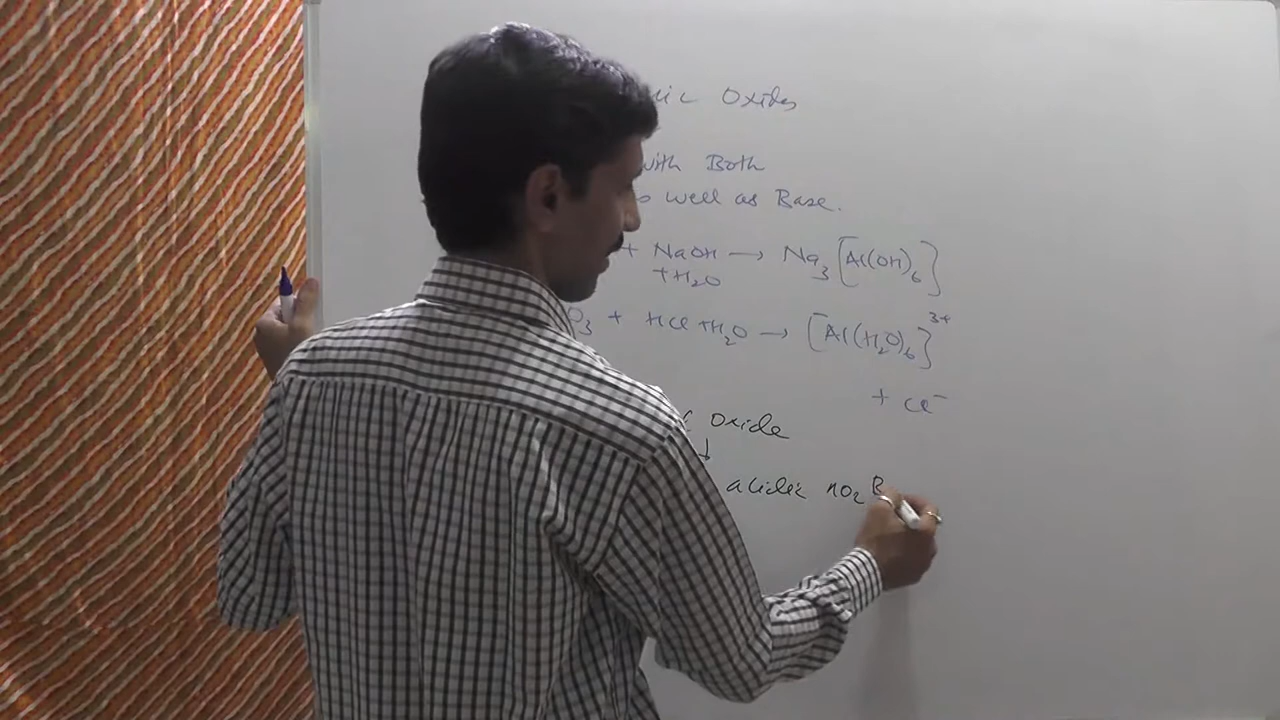 ic Oxides
with Both
s well as Base.
+ NaOH → Na₃[Al(OH)₆]
+H₂O
O₃ + HCl +H₂O → [Al(H₂O)₆]³⁺
+ Cl⁻
c Oxide
↓
acidic no₂ B